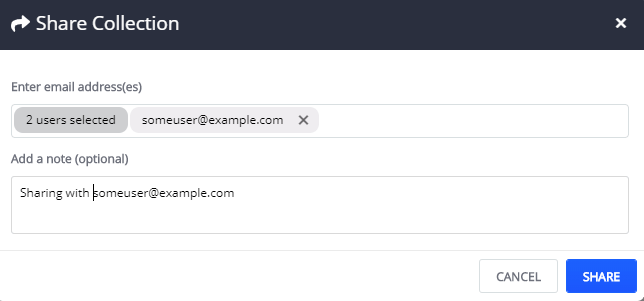 Share Collection
Enter email address(es)
2 users selected someuser@example.com
Add a note (optional)
Sharing with someuser@example.com
CANCEL SHARE